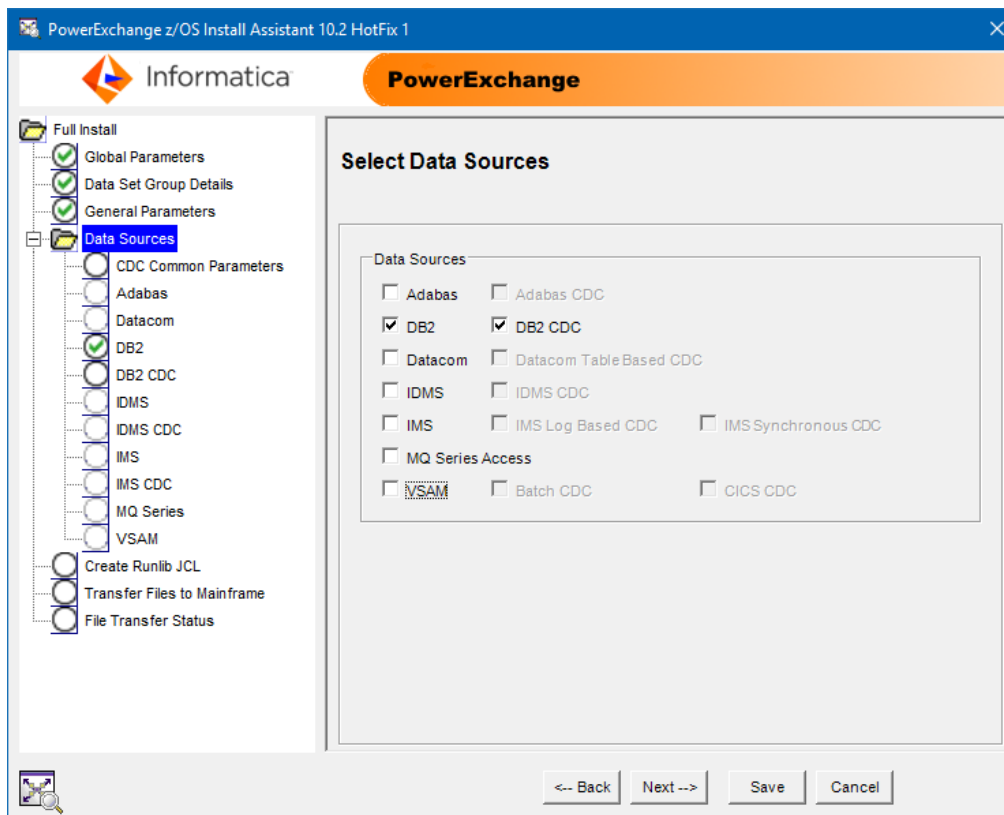 PowerExchange z/OS Install Assistant 10.2 HotFix 1
Informatica
PowerExchange
Full Install
Global Parameters
Data Set Group Details
General Parameters
Data Sources
CDC Common Parameters
Adabas
Datacom
DB2
DB2 CDC
IDMS
IDMS CDC
IMS
IMS CDC
MQ Series
VSAM
Create Runlib JCL
Transfer Files to Mainframe
File Transfer Status
Select Data Sources
Data Sources
Adabas Adabas CDC
DB2 DB2 CDC
Datacom Datacom Table Based CDC
IDMS IDMS CDC
IMS IMS Log Based CDC IMS Synchronous CDC
MQ Series Access
VSAM Batch CDC CICS CDC
<-- Back Next --> Save Cancel